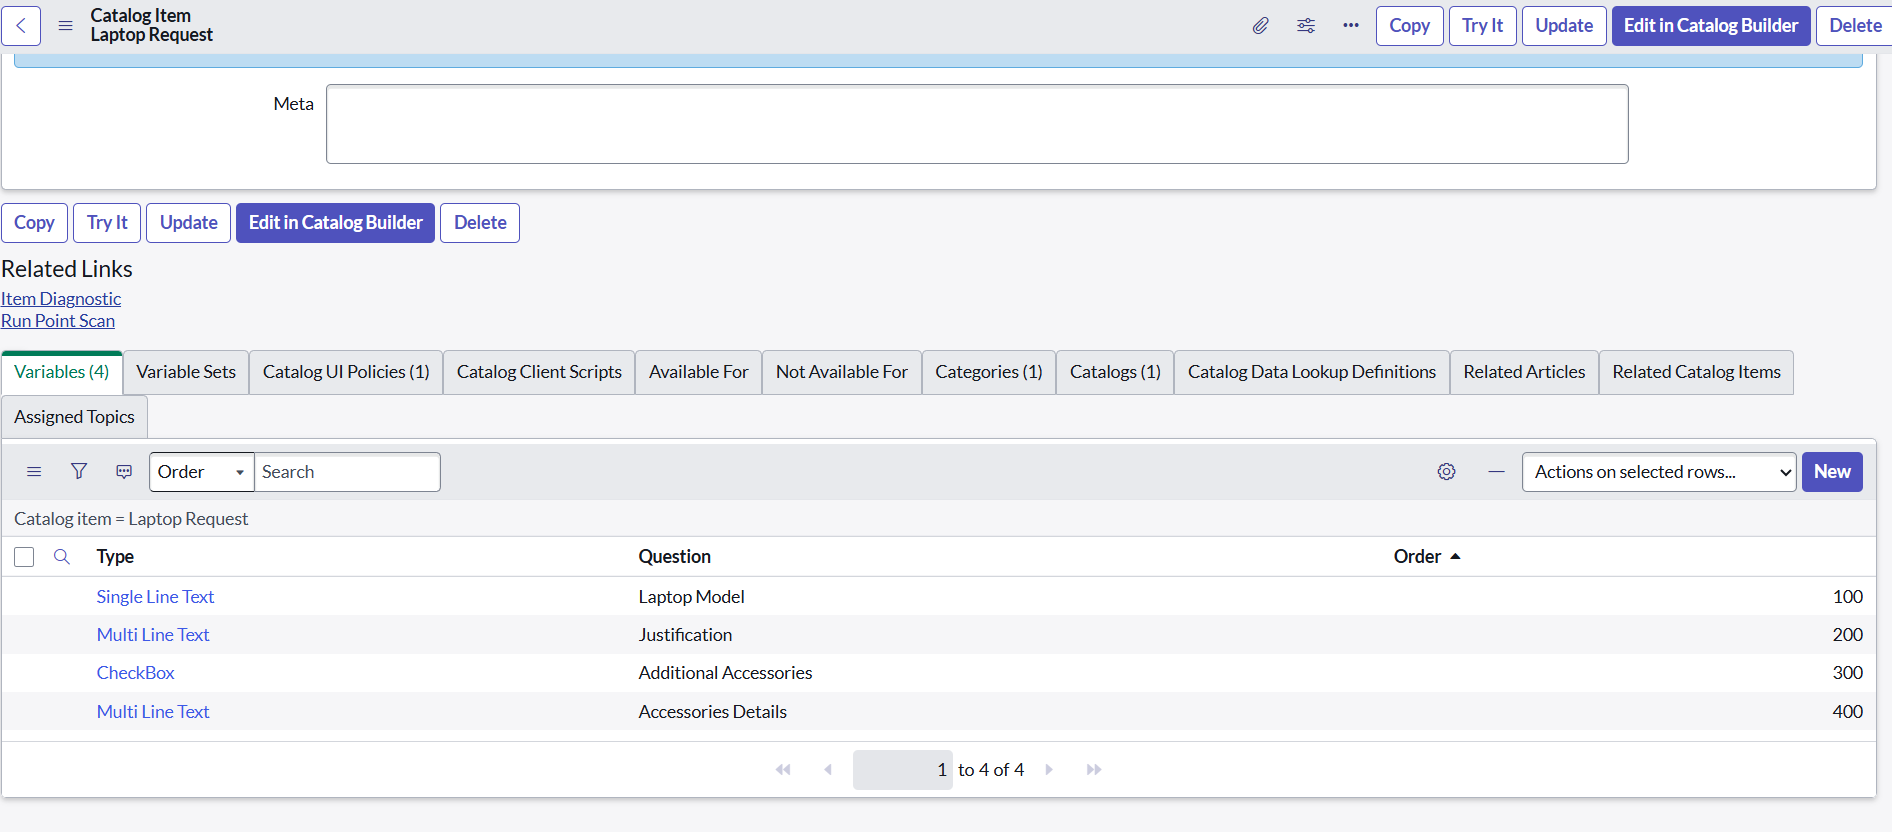 Catalog Item
Laptop Request
Copy Try It Update Edit in Catalog Builder Delete
Meta
Copy Try It Update Edit in Catalog Builder Delete
Related Links
Item Diagnostic
Run Point Scan
Variables (4) Variable Sets Catalog UI Policies (1) Catalog Client Scripts Available For Not Available For Categories (1) Catalogs (1) Catalog Data Lookup Definitions Related Articles Related Catalog Items
Assigned Topics
Order Search Actions on selected rows... New
Catalog item = Laptop Request
Type Question Order
Single Line Text Laptop Model 100
Multi Line Text Justification 200
CheckBox Additional Accessories 300
Multi Line Text Accessories Details 400
1 to 4 of 4